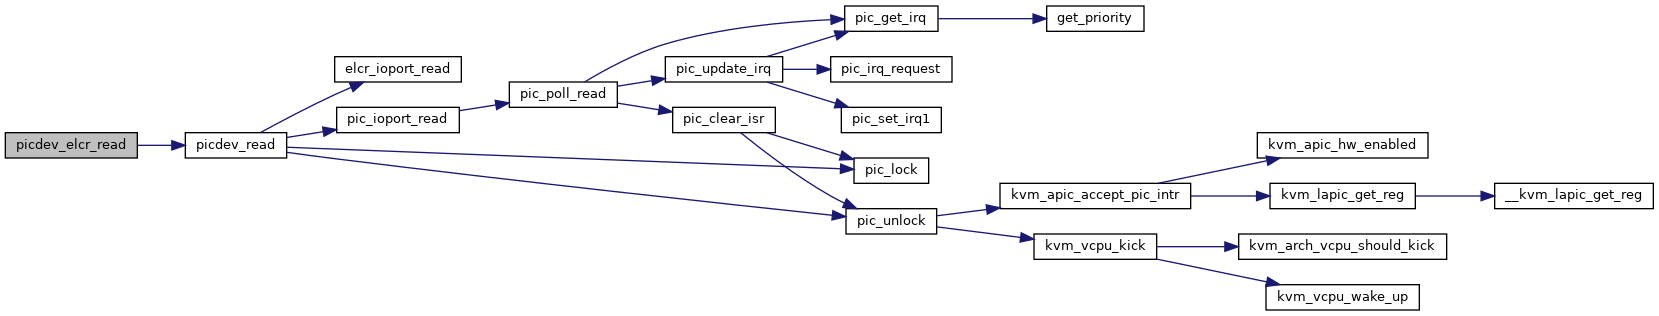 picdev_elcr_read
picdev_read
elcr_ioport_read
pic_ioport_read
pic_poll_read
pic_get_irq
get_priority
pic_update_irq
pic_irq_request
pic_set_irq1
pic_clear_isr
pic_lock
pic_unlock
kvm_apic_accept_pic_intr
kvm_apic_hw_enabled
kvm_lapic_get_reg
__kvm_lapic_get_reg
kvm_vcpu_kick
kvm_arch_vcpu_should_kick
kvm_vcpu_wake_up